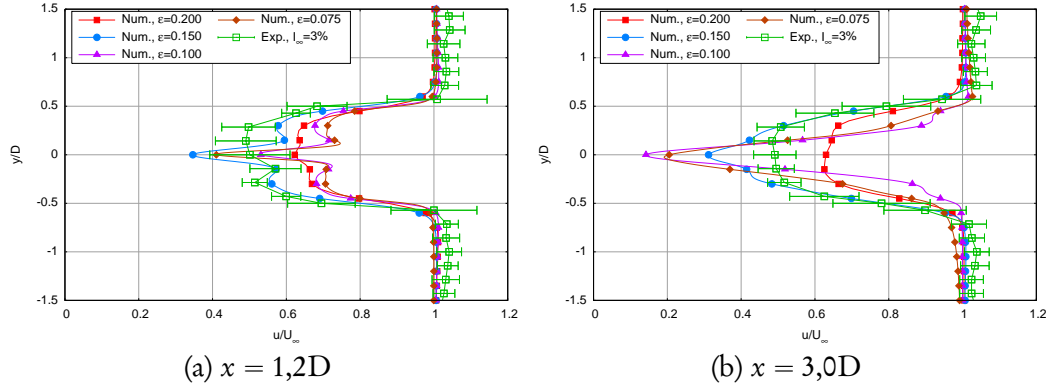 1.5
1
0.5
0
-0.5
-1
-1.5
y/D
Num., ε=0.200
Num., ε=0.150
Num., ε=0.100
Num., ε=0.075
Exp., I∞=3%
0 0.2 0.4 0.6 0.8 1 1.2
u/U∞
(a) x = 1,2D
1.5
1
0.5
0
-0.5
-1
-1.5
y/D
Num., ε=0.200
Num., ε=0.150
Num., ε=0.100
Num., ε=0.075
Exp., I∞=3%
0 0.2 0.4 0.6 0.8 1 1.2
u/U∞
(b) x = 3,0D